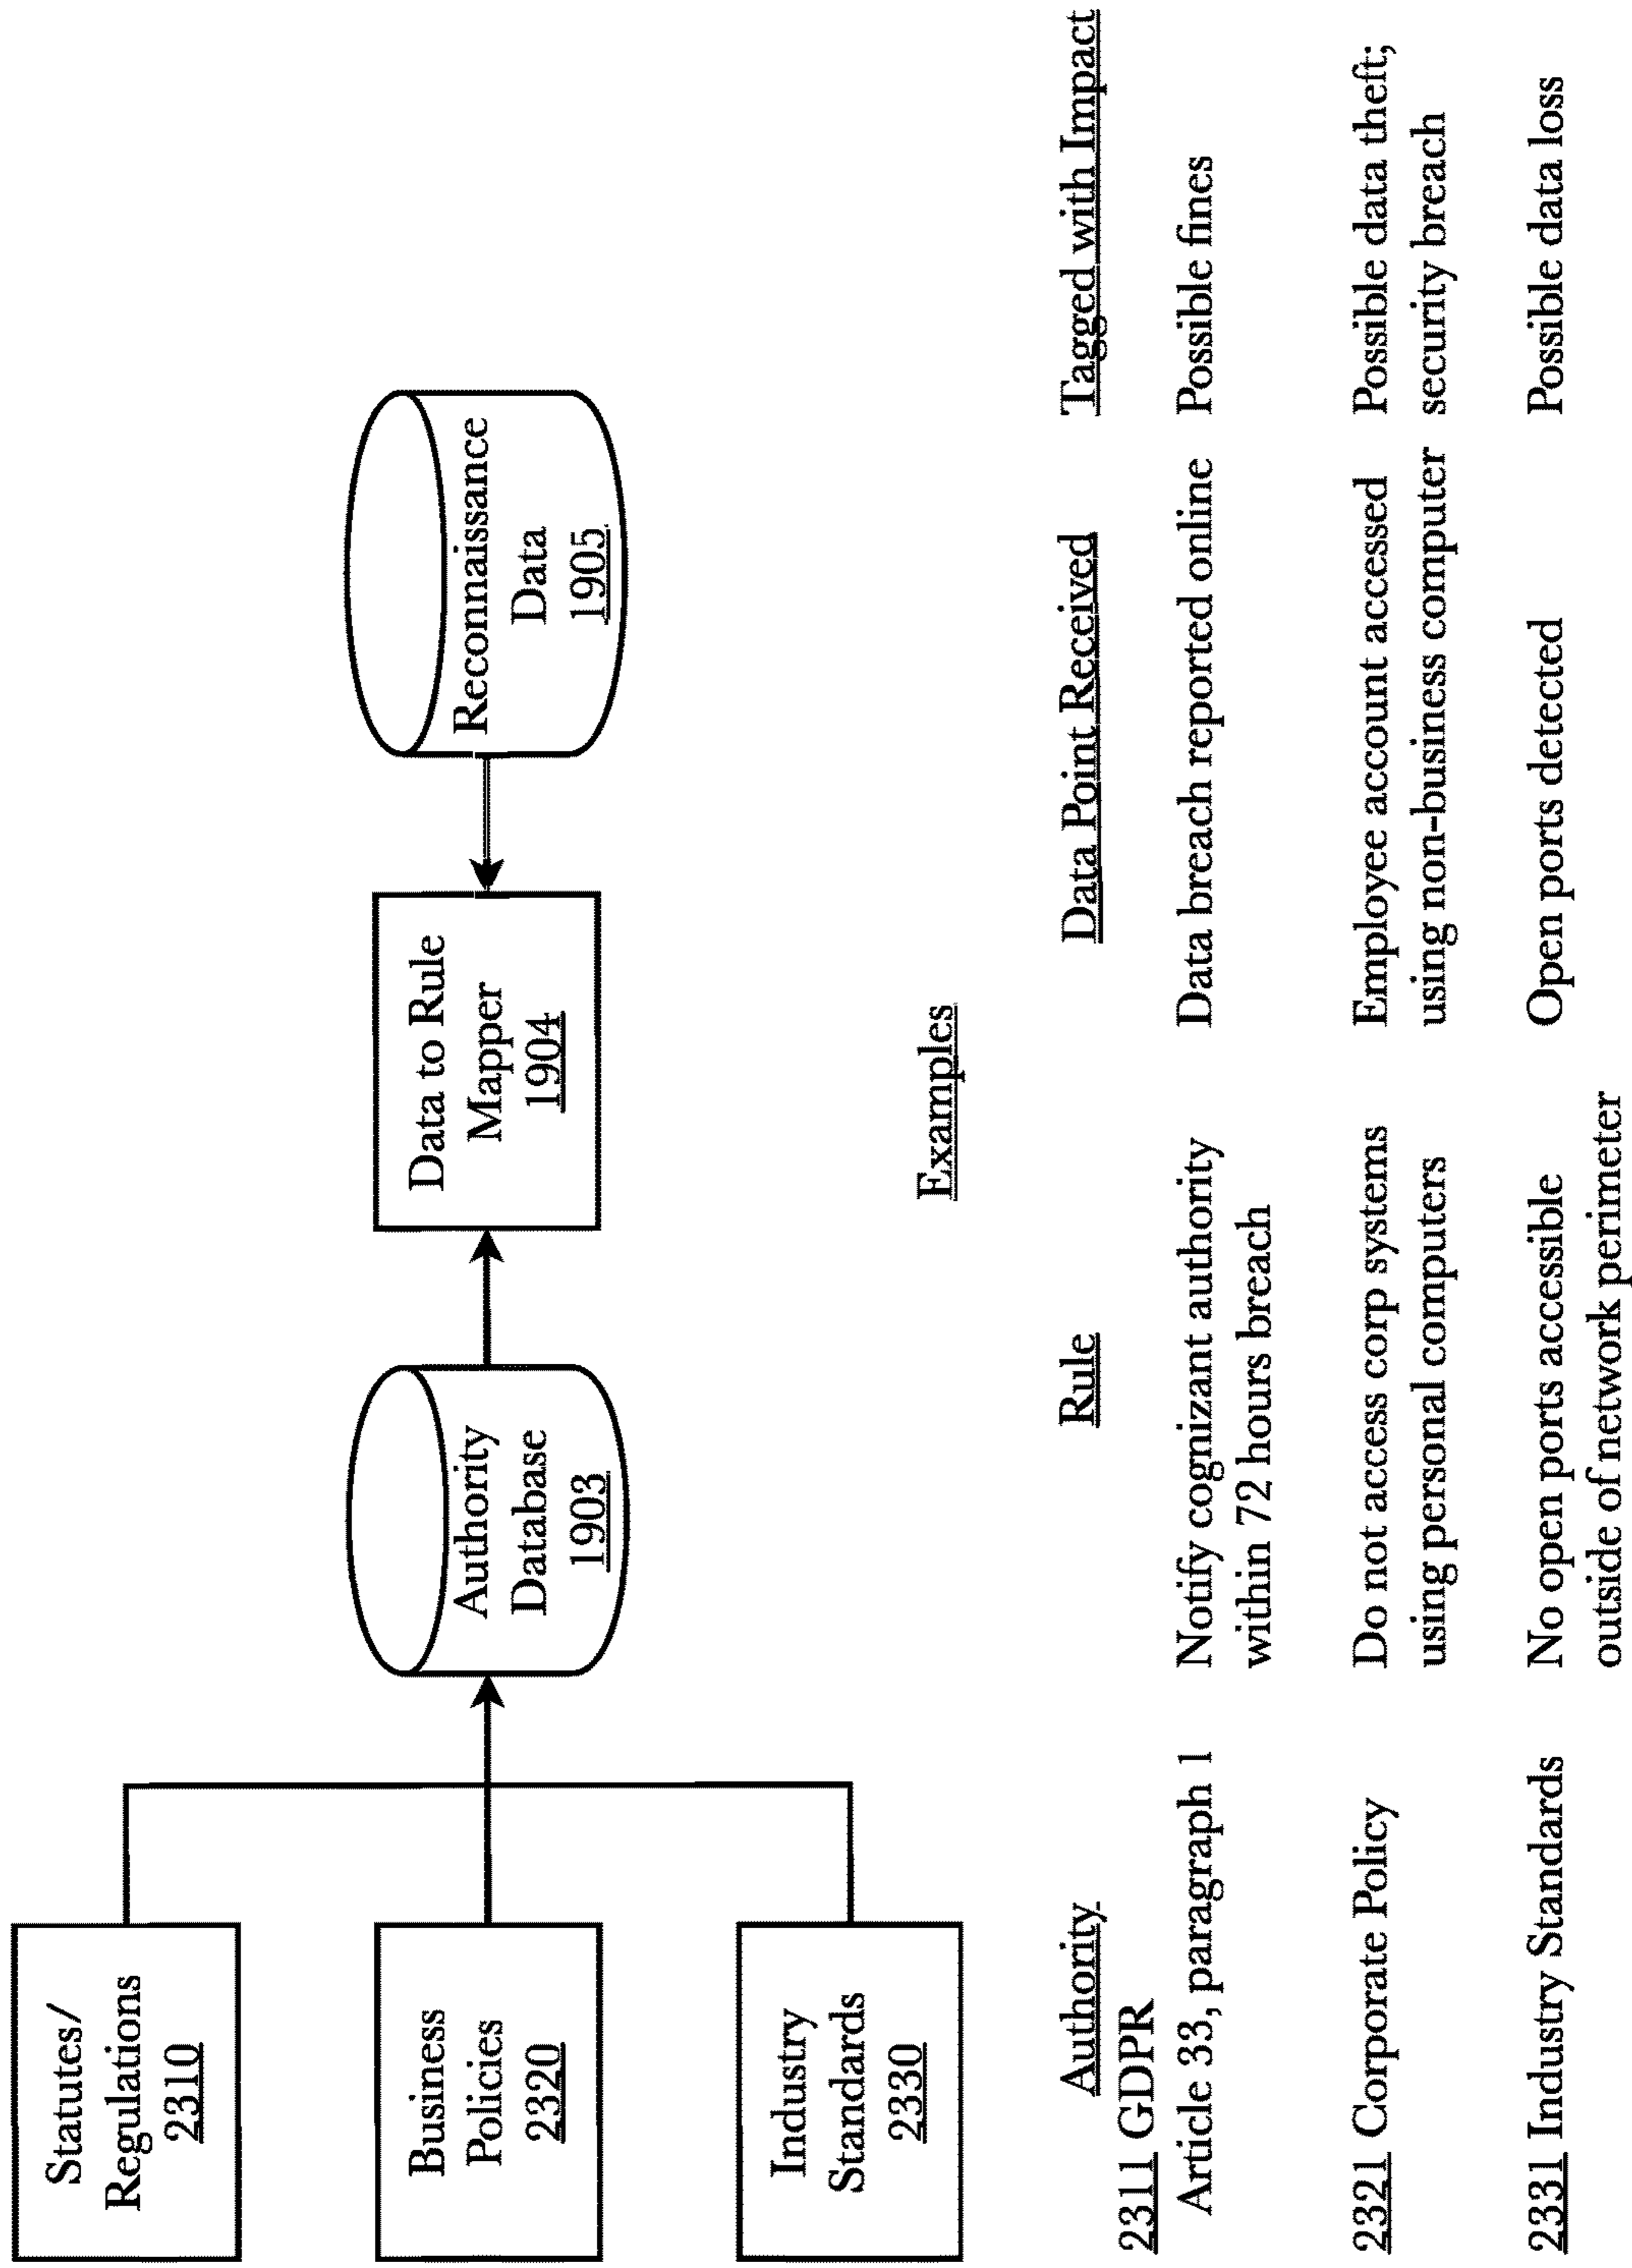 Statutes/
Regulations
2310
Business
Policies
2320
Industry
Standards
2330
Authority
Database
1903
Data to Rule
Mapper
1904
Reconnaissance
Data
1905
Examples
Authority
Rule
Data Point Received
Tagged with Impact
2311 GDPR
Article 33, paragraph 1
Notify cognizant authority
within 72 hours breach
Data breach reported online
Possible fines
2321 Corporate Policy
Do not access corp systems
using personal computers
Employee account accessed
using non-business computer
Possible data theft;
security breach
2331 Industry Standards
No open ports accessible
outside of network perimeter
Open ports detected
Possible data loss